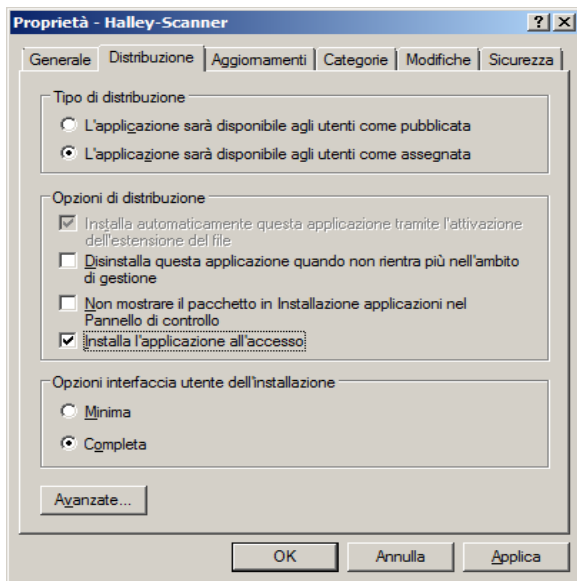 Proprietà - Halley-Scanner
Generale Distribuzione Aggiornamenti Categorie Modifiche Sicurezza
Tipo di distribuzione
L'applicazione sarà disponibile agli utenti come pubblicata
L'applicazione sarà disponibile agli utenti come assegnata
Opzioni di distribuzione
Installa automaticamente questa applicazione tramite l'attivazione
dell'estensione del file
Disinstalla questa applicazione quando non rientra più nell'ambito
di gestione
Non mostrare il pacchetto in Installazione applicazioni nel
Pannello di controllo
Installa l'applicazione all'accesso
Opzioni interfaccia utente dell'installazione
Minima
Completa
Avanzate...
OK Annulla Applica